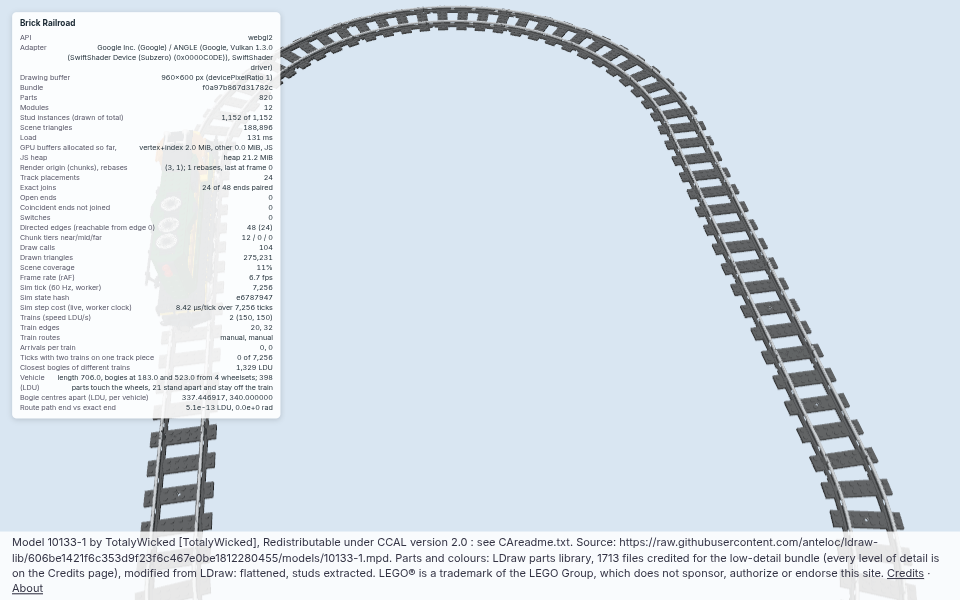 Brick Railroad
API webgl2
Adapter Google Inc. (Google) / ANGLE (Google, Vulkan 1.3.0
(SwiftShader Device (Subzero) (0x0000C0DE)), SwiftShader
driver)
Drawing buffer 960×600 px (devicePixelRatio 1)
Bundle f0a97b867d31782c
Parts 820
Modules 12
Stud instances (drawn of total) 1,152 of 1,152
Scene triangles 188,896
Load 131 ms
GPU buffers allocated so far, vertex+index 2.0 MiB, other 0.0 MiB, JS
JS heap heap 21.2 MiB
Render origin (chunks), rebases (3, 1); 1 rebases, last at frame 0
Track placements 24
Exact joins 24 of 48 ends paired
Open ends 0
Coincident ends not joined 0
Switches 0
Directed edges (reachable from edge 0) 48 (24)
Chunk tiers near/mid/far 12 / 0 / 0
Draw calls 104
Drawn triangles 275,231
Scene coverage 11%
Frame rate (rAF) 6.7 fps
Sim tick (60 Hz, worker) 7,256
Sim state hash e6787947
Sim step cost (live, worker clock) 8.42 µs/tick over 7,256 ticks
Trains (speed LDU/s) 2 (150, 150)
Train edges 20, 32
Train routes manual, manual
Arrivals per train 0, 0
Ticks with two trains on one track piece 0 of 7,256
Closest bogies of different trains 1,329 LDU
Vehicle length 706.0, bogies at 183.0 and 523.0 from 4 wheelsets; 398
(LDU) parts touch the wheels, 21 stand apart and stay off the train
Bogie centres apart (LDU, per vehicle) 337.446917, 340.000000
Route path end vs exact end 5.1e-13 LDU, 0.0e+0 rad
Model 10133-1 by TotalyWicked [TotalyWicked], Redistributable under CCAL version 2.0 : see CAreadme.txt. Source: https://raw.githubusercontent.com/anteloc/ldraw-
lib/606be1421f6c353d9f23f6c467e0be1812280455/models/10133-1.mpd. Parts and colours: LDraw parts library, 1713 files credited for the low-detail bundle (every level of detail is
on the Credits page), modified from LDraw: flattened, studs extracted. LEGO® is a trademark of the LEGO Group, which does not sponsor, authorize or endorse this site. Credits ·
About